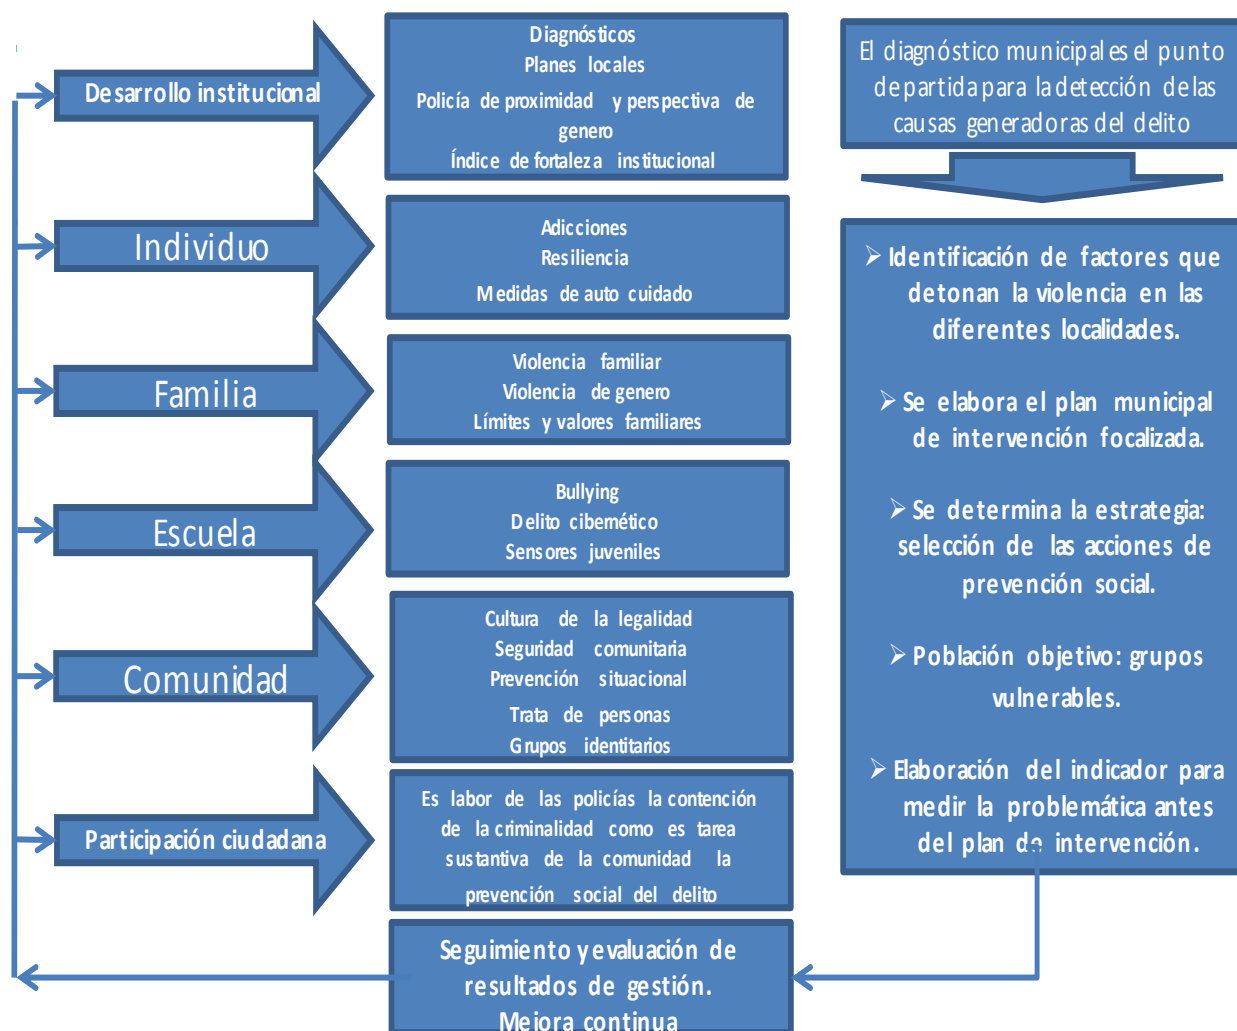 Desarrollo institucional
Diagnósticos
Planes locales
Policía de proximidad y perspectiva de
genero
Índice de fortaleza institucional
Individuo
Adicciones
Resiliencia
Medidas de auto cuidado
Familia
Violencia familiar
Violencia de genero
Límites y valores familiares
Escuela
Bullying
Delito cibernético
Sensores juveniles
Comunidad
Cultura de la legalidad
Seguridad comunitaria
Prevención situacional
Trata de personas
Grupos identitarios
Participación ciudadana
Es labor de las policías la contención
de la criminalidad como es tarea
sustantiva de la comunidad la
prevención social del delito
Seguimiento y evaluación de
resultados de gestión.
Mejora continua
El diagnóstico municipal es el punto
de partida para la detección de las
causas generadoras del delito
➢ Identificación de factores que
detonan la violencia en las
diferentes localidades.
➢ Se elabora el plan municipal
de intervención focalizada.
➢ Se determina la estrategia:
selección de las acciones de
prevención social.
➢ Población objetivo: grupos
vulnerables.
➢ Elaboración del indicador para
medir la problemática antes
del plan de intervención.